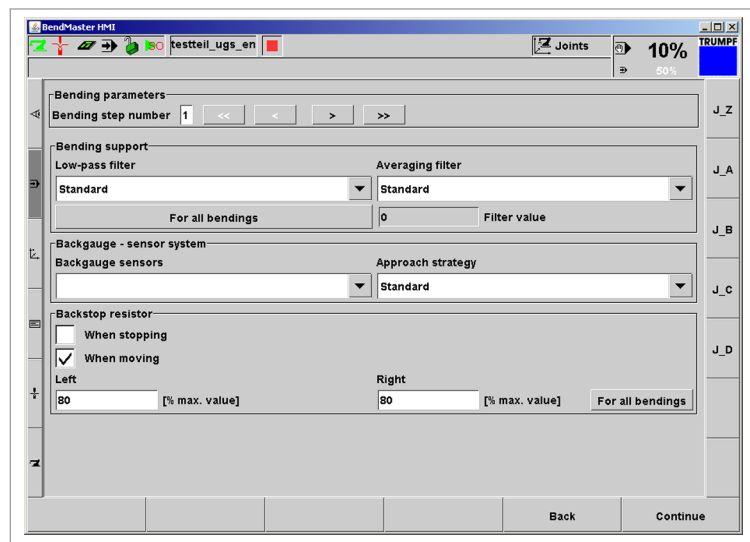 BendMaster HMI
testteil_ugs_en
Joints
10%
50%
TRUMPF
Bending parameters
Bending step number 1 << < > >>
Bending support
Low-pass filter Averaging filter
Standard Standard
For all bendings 0 Filter value
Backgauge - sensor system
Backgauge sensors Approach strategy
Standard
Backstop resistor
When stopping
When moving
Left Right
80 [% max. value] 80 [% max. value] For all bendings
J_Z
J_A
J_B
J_C
J_D
Back Continue